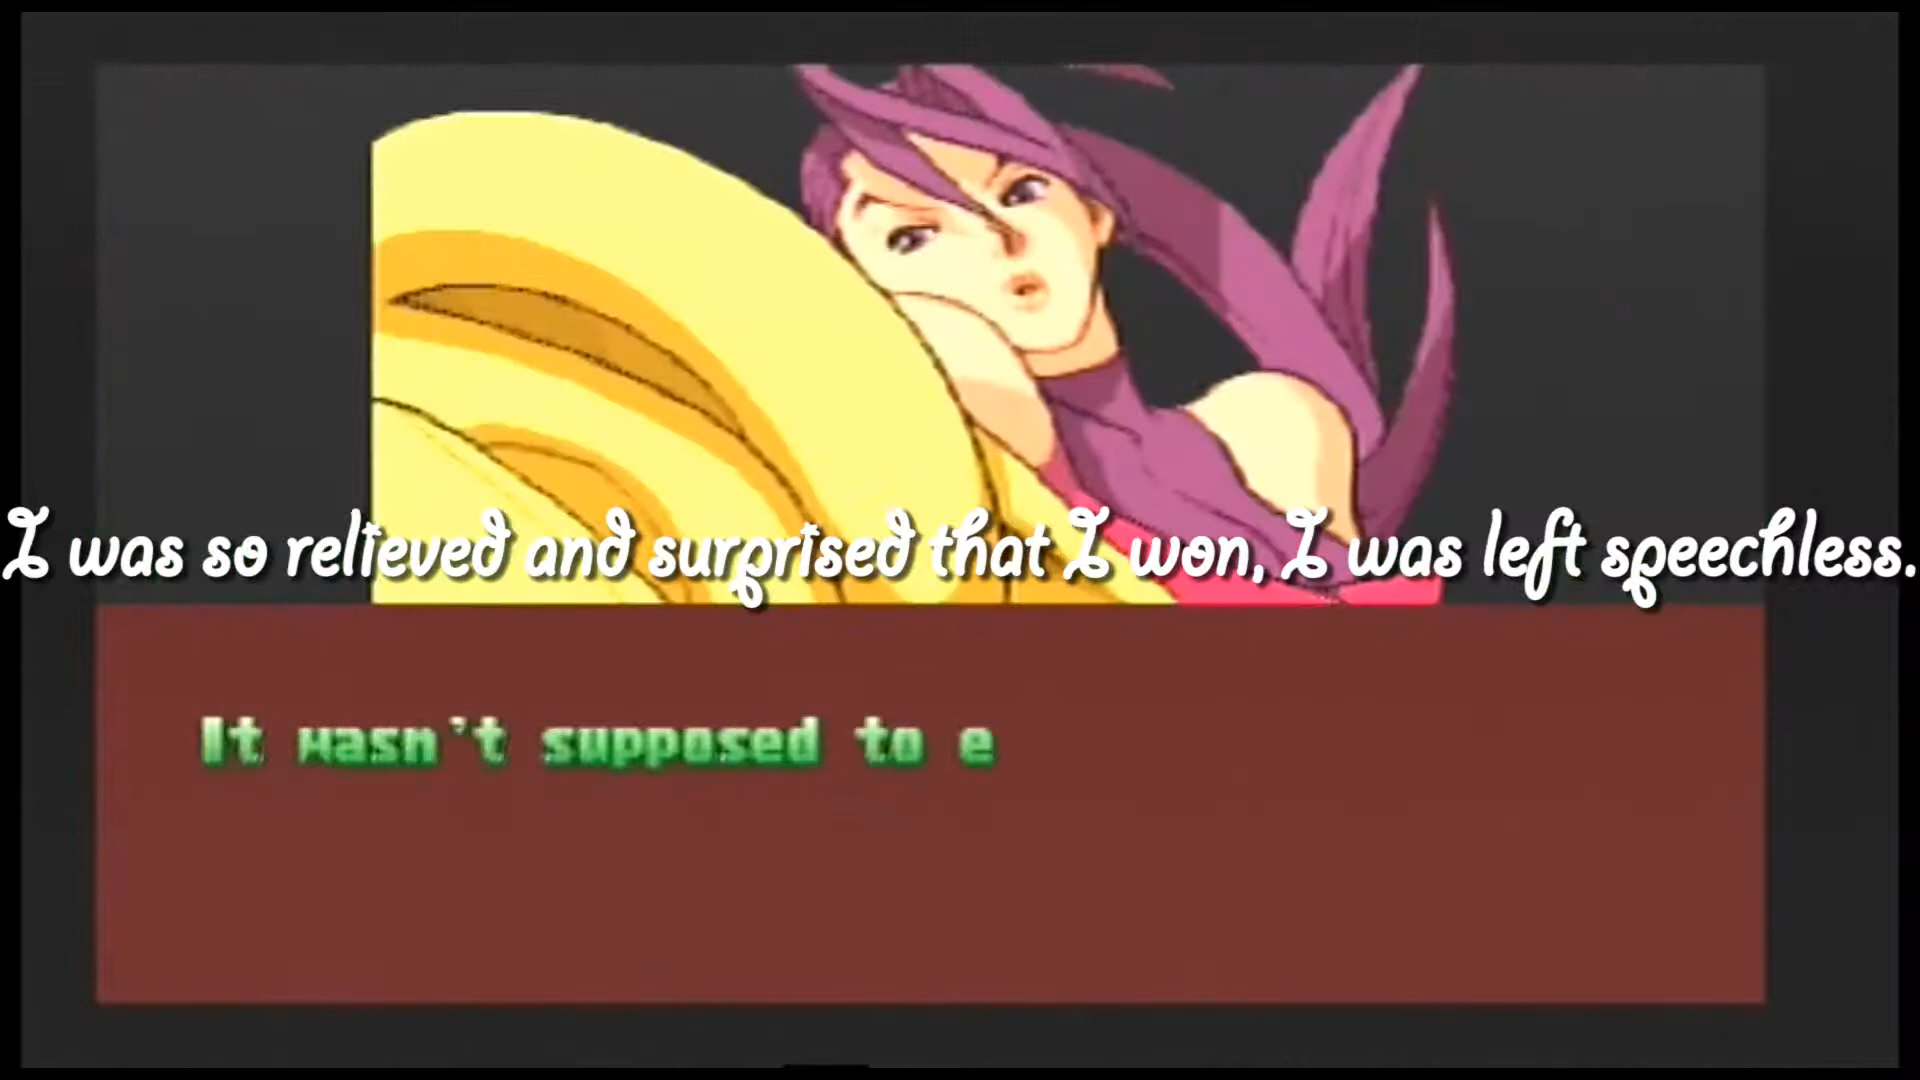 I was so relieved and surprised that I won, I was left speechless.
It wasn't supposed to e